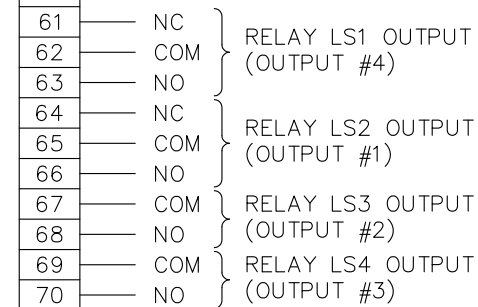 61 NC
62 COM
63 NO
RELAY LS1 OUTPUT
(OUTPUT #4)
64 NC
65 COM
66 NO
RELAY LS2 OUTPUT
(OUTPUT #1)
67 COM
68 NO
RELAY LS3 OUTPUT
(OUTPUT #2)
69 COM
70 NO
RELAY LS4 OUTPUT
(OUTPUT #3)